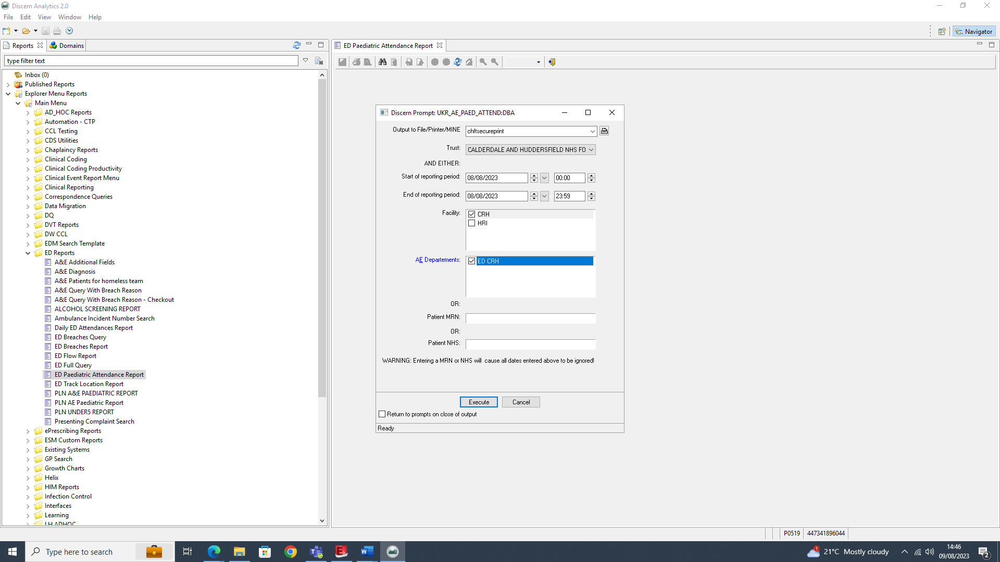 Discern Analytics 2.0
File Edit View Window Help
Navigator
Reports Domains
ED Paediatric Attendance Report
type filter text
Inbox (0)
Published Reports
Explorer Menu Reports
Main Menu
AD_HOC Reports
Automation - CTP
CCL Testing
CDS Utilities
Chaplaincy Reports
Clinical Coding
Clinical Coding Productivity
Clinical Event Report Menu
Clinical Reporting
Correspondence Queries
Data Migration
DQ
DVT Reports
DW CCL
EDM Search Template
ED Reports
A&E Additional Fields
A&E Diagnosis
A&E Patients for homeless team
A&E Query With Breach Reason
A&E Query With Breach Reason - Checkout
ALCOHOL SCREENING REPORT
Ambulance Incident Number Search
Daily ED Attendances Report
ED Breaches Query
ED Breaches Report
ED Flow Report
ED Full Query
ED Paediatric Attendance Report
ED Track Location Report
PLN A&E PAEDIATRIC REPORT
PLN AE Paediatric Report
PLN UNDER5 REPORT
Presenting Complaint Search
ePrescribing Reports
ESM Custom Reports
Existing Systems
GP Search
Growth Charts
Helix
HIM Reports
Infection Control
Interfaces
Learning
LH ADHOC
Discern Prompt: UKR_AE_PAED_ATTEND:DBA
Output to File/Printer/MINE chftsecureprint
Trust: CALDERDALE AND HUDDERSFIELD NHS FO
AND EITHER:
Start of reporting period: 08/08/2023 00:00
End of reporting period: 08/08/2023 23:59
Facility: CRH
HRI
AE Departements: ED CRH
OR:
Patient MRN:
OR:
Patient NHS:
WARNING: Entering a MRN or NHS will cause all dates entered above to be ignored!
Execute Cancel
Return to prompts on close of output
Ready
P0519 447341896044
Type here to search
21°C Mostly cloudy
14:46
09/08/2023
2